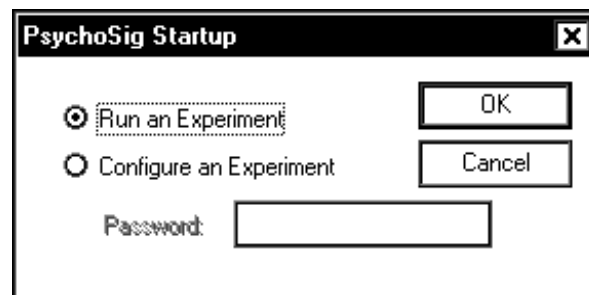 PsychoSig Startup
Run an Experiment
OK
Configure an Experiment
Cancel
Password: